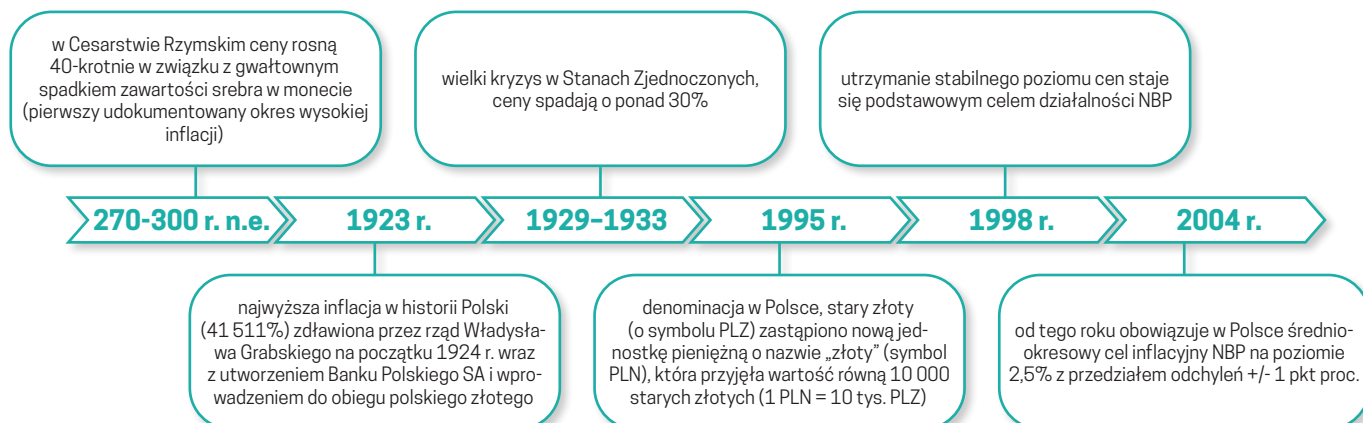 w Cesarstwie Rzymskim ceny rosną
40-krotnie w związku z gwałtownym
spadkiem zawartości srebra w monecie
(pierwszy udokumentowany okres wysokiej
inflacji)
wielki kryzys w Stanach Zjednoczonych,
ceny spadają o ponad 30%
utrzymanie stabilnego poziomu cen staje
się podstawowym celem działalności NBP
270-300 r. n.e.
1923 r.
1929–1933
1995 r.
1998 r.
2004 r.
najwyższa inflacja w historii Polski
(41 511%) zdławiona przez rząd Władysła-
wa Grabskiego na początku 1924 r. wraz
z utworzeniem Banku Polskiego SA i wpro-
wadzeniem do obiegu polskiego złotego
denominacja w Polsce, stary złoty
(o symbolu PLZ) zastąpiono nową jed-
nostkę pieniężną o nazwie „złoty” (symbol
PLN), która przyjęła wartość równą 10 000
starych złotych (1 PLN = 10 tys. PLZ)
od tego roku obowiązuje w Polsce średnio-
okresowy cel inflacyjny NBP na poziomie
2,5% z przedziałem odchyleń +/- 1 pkt proc.